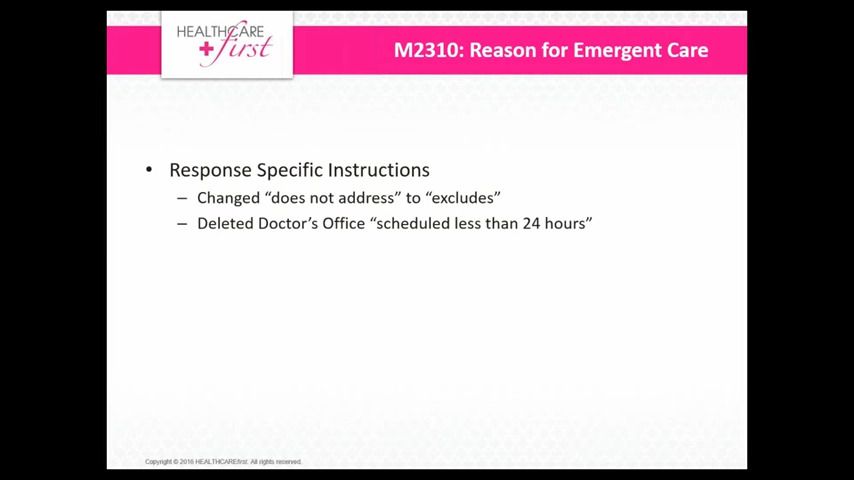 HEALTHCARE
first
M2310: Reason for Emergent Care
• Response Specific Instructions
– Changed “does not address” to “excludes”
– Deleted Doctor’s Office “scheduled less than 24 hours”
Copyright © 2016 HEALTHCAREfirst. All rights reserved.